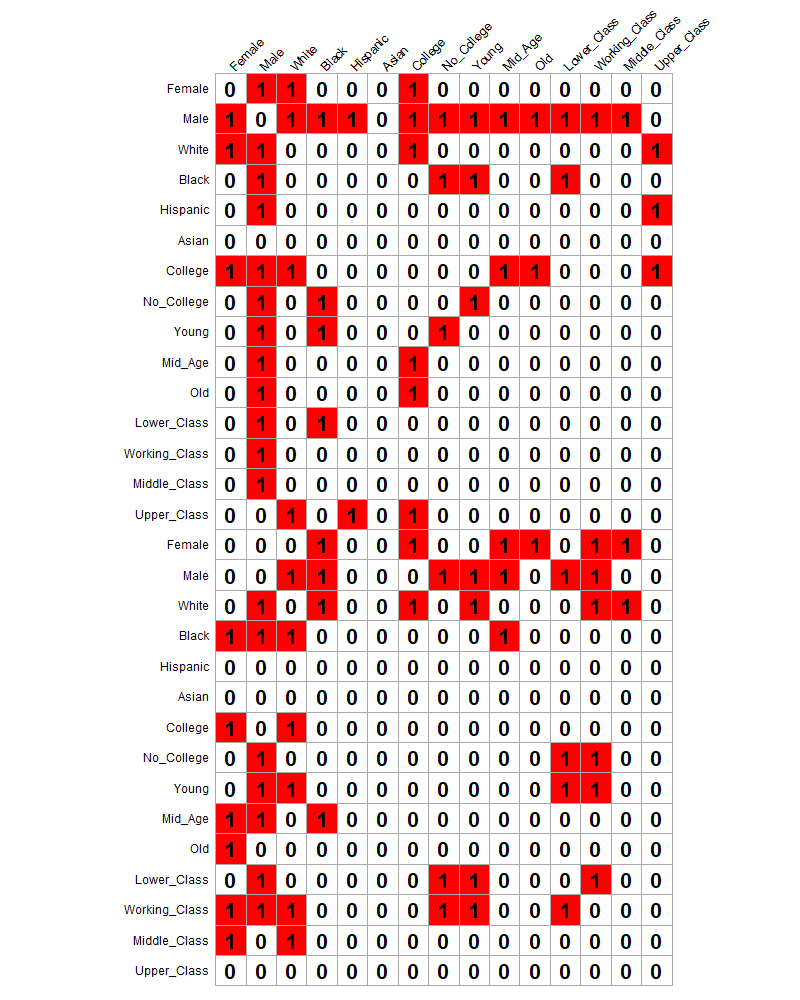 Female Male White Black Hispanic Asian College No_College Young Mid_Age Old Lower_Class Working_Class Middle_Class Upper_Class
Female 0 1 1 0 0 0 1 0 0 0 0 0 0 0 0
Male 1 0 1 1 1 0 1 1 1 1 1 1 1 1 0
White 1 1 0 0 0 0 1 0 0 0 0 0 0 0 1
Black 0 1 0 0 0 0 0 1 1 0 0 1 0 0 0
Hispanic 0 1 0 0 0 0 0 0 0 0 0 0 0 0 1
Asian 0 0 0 0 0 0 0 0 0 0 0 0 0 0 0
College 1 1 1 0 0 0 0 0 0 1 1 0 0 0 1
No_College 0 1 0 1 0 0 0 0 1 0 0 0 0 0 0
Young 0 1 0 1 0 0 0 1 0 0 0 0 0 0 0
Mid_Age 0 1 0 0 0 0 1 0 0 0 0 0 0 0 0
Old 0 1 0 0 0 0 1 0 0 0 0 0 0 0 0
Lower_Class 0 1 0 1 0 0 0 0 0 0 0 0 0 0 0
Working_Class 0 1 0 0 0 0 0 0 0 0 0 0 0 0 0
Middle_Class 0 1 0 0 0 0 0 0 0 0 0 0 0 0 0
Upper_Class 0 0 1 0 1 0 1 0 0 0 0 0 0 0 0
Female 0 0 0 1 0 0 1 0 0 1 1 0 1 1 0
Male 0 0 1 1 0 0 0 1 1 1 0 1 1 0 0
White 0 1 0 1 0 0 1 0 1 0 0 0 1 1 0
Black 1 1 1 0 0 0 0 0 0 1 0 0 0 0 0
Hispanic 0 0 0 0 0 0 0 0 0 0 0 0 0 0 0
Asian 0 0 0 0 0 0 0 0 0 0 0 0 0 0 0
College 1 0 1 0 0 0 0 0 0 0 0 0 0 0 0
No_College 0 1 0 0 0 0 0 0 0 0 0 1 1 0 0
Young 0 1 1 0 0 0 0 0 0 0 0 1 1 0 0
Mid_Age 1 1 0 1 0 0 0 0 0 0 0 0 0 0 0
Old 1 0 0 0 0 0 0 0 0 0 0 0 0 0 0
Lower_Class 0 1 0 0 0 0 0 1 1 0 0 0 1 0 0
Working_Class 1 1 1 0 0 0 0 1 1 0 0 1 0 0 0
Middle_Class 1 0 1 0 0 0 0 0 0 0 0 0 0 0 0
Upper_Class 0 0 0 0 0 0 0 0 0 0 0 0 0 0 0